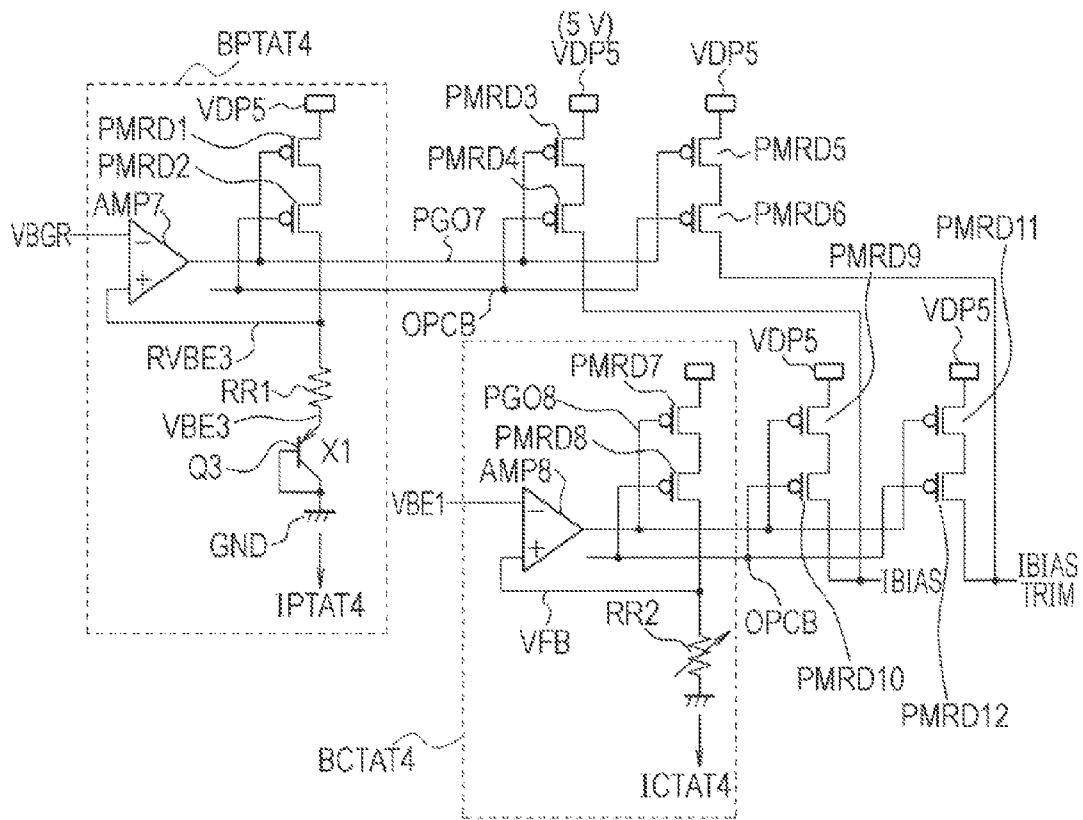 (5 V)
BPTAT4
VDP5
VDP5
VDP5
PMRD3
PMRD1
PMRD4
PMRD5
PMRD2
AMP7
PMRD6
VBGR
PGO7
PMRD11
PMRD9
OPCB
VDP5
RVBE3
VDP5
PMRD7
RR1
PGO8
VBE3
PMRD8
Q3
X1
AMP8
VBE1
GND
IBIAS
IBIAS
TRIM
IPTAT4
RR2
OPCB
VFB
PMRD10
PMRD12
BCTAT4
ICTAT4